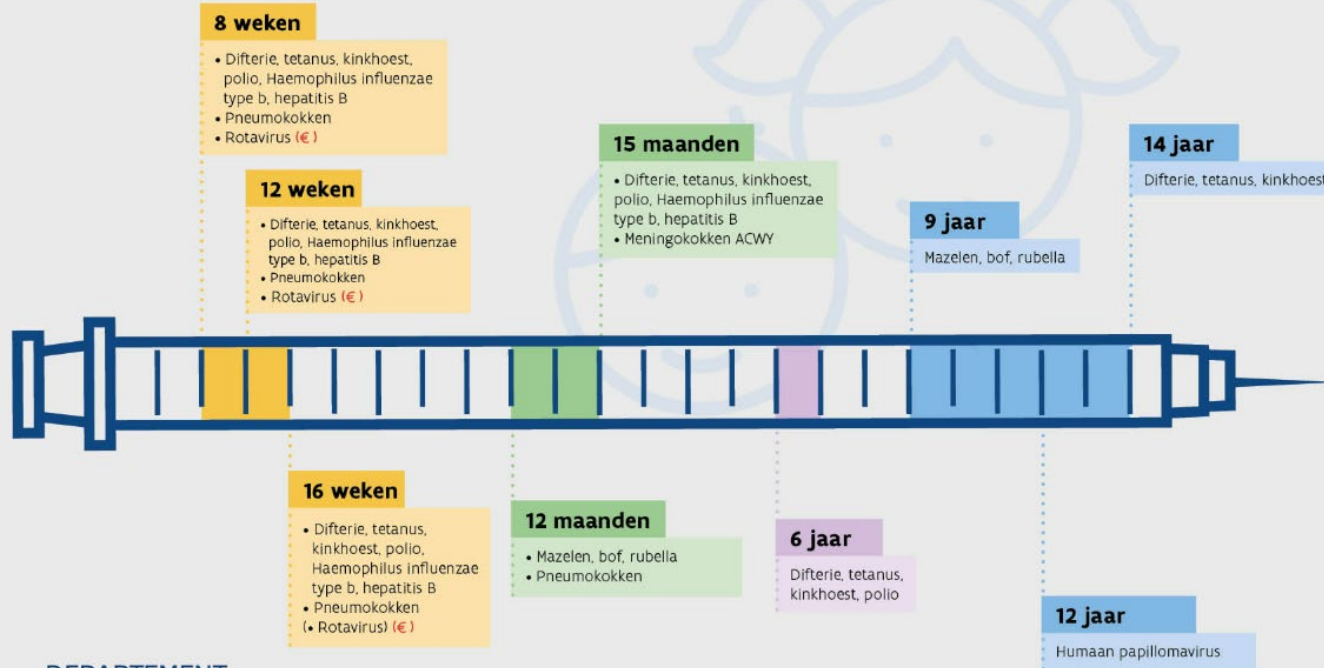 8 weken
• Difterie, tetanus, kinkhoest,
polio, Haemophilus influenzae
type b, hepatitis B
• Pneumokokken
• Rotavirus (€)
12 weken
• Difterie, tetanus, kinkhoest,
polio, Haemophilus influenzae
type b, hepatitis B
• Pneumokokken
• Rotavirus (€)
16 weken
• Difterie, tetanus,
kinkhoest, polio,
Haemophilus influenzae
type b, hepatitis B
• Pneumokokken
(• Rotavirus) (€)
12 maanden
• Mazelen, bof, rubella
• Pneumokokken
15 maanden
• Difterie, tetanus, kinkhoest,
polio, Haemophilus influenzae
type b, hepatitis B
• Meningokokken ACWY
6 jaar
Difterie, tetanus,
kinkhoest, polio
9 jaar
Mazelen, bof, rubella
12 jaar
Humaan papillomavirus
14 jaar
Difterie, tetanus, kinkhoest
DEPARTEMENT